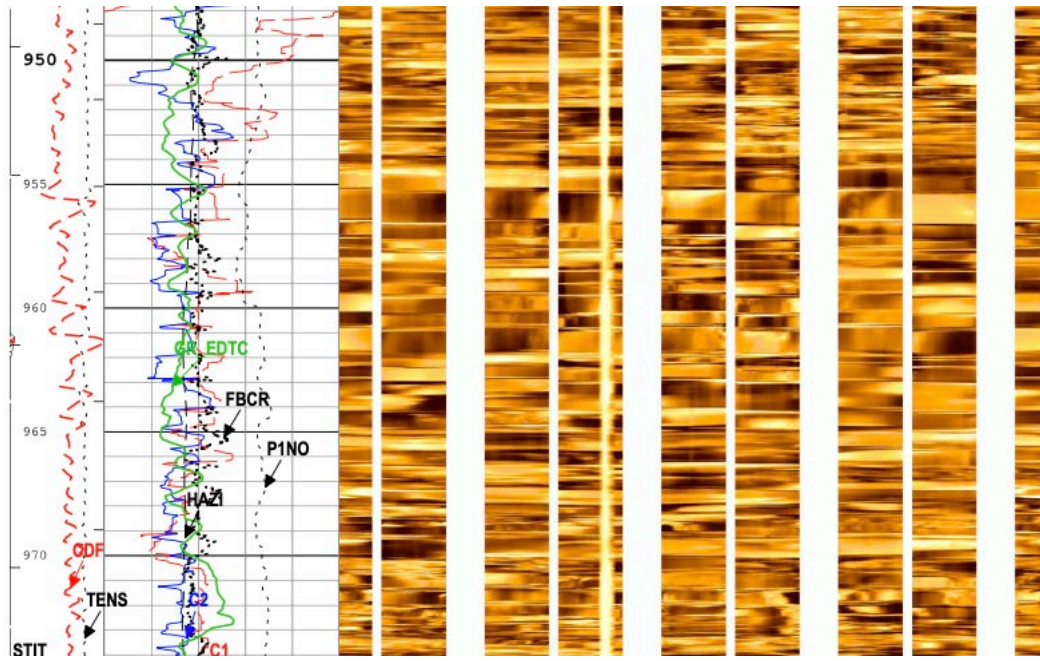 950
955
960
GR_EDTC
FBCR
965
P1NO
HAZI
970
CDF
TENS
C2
STIT
C1